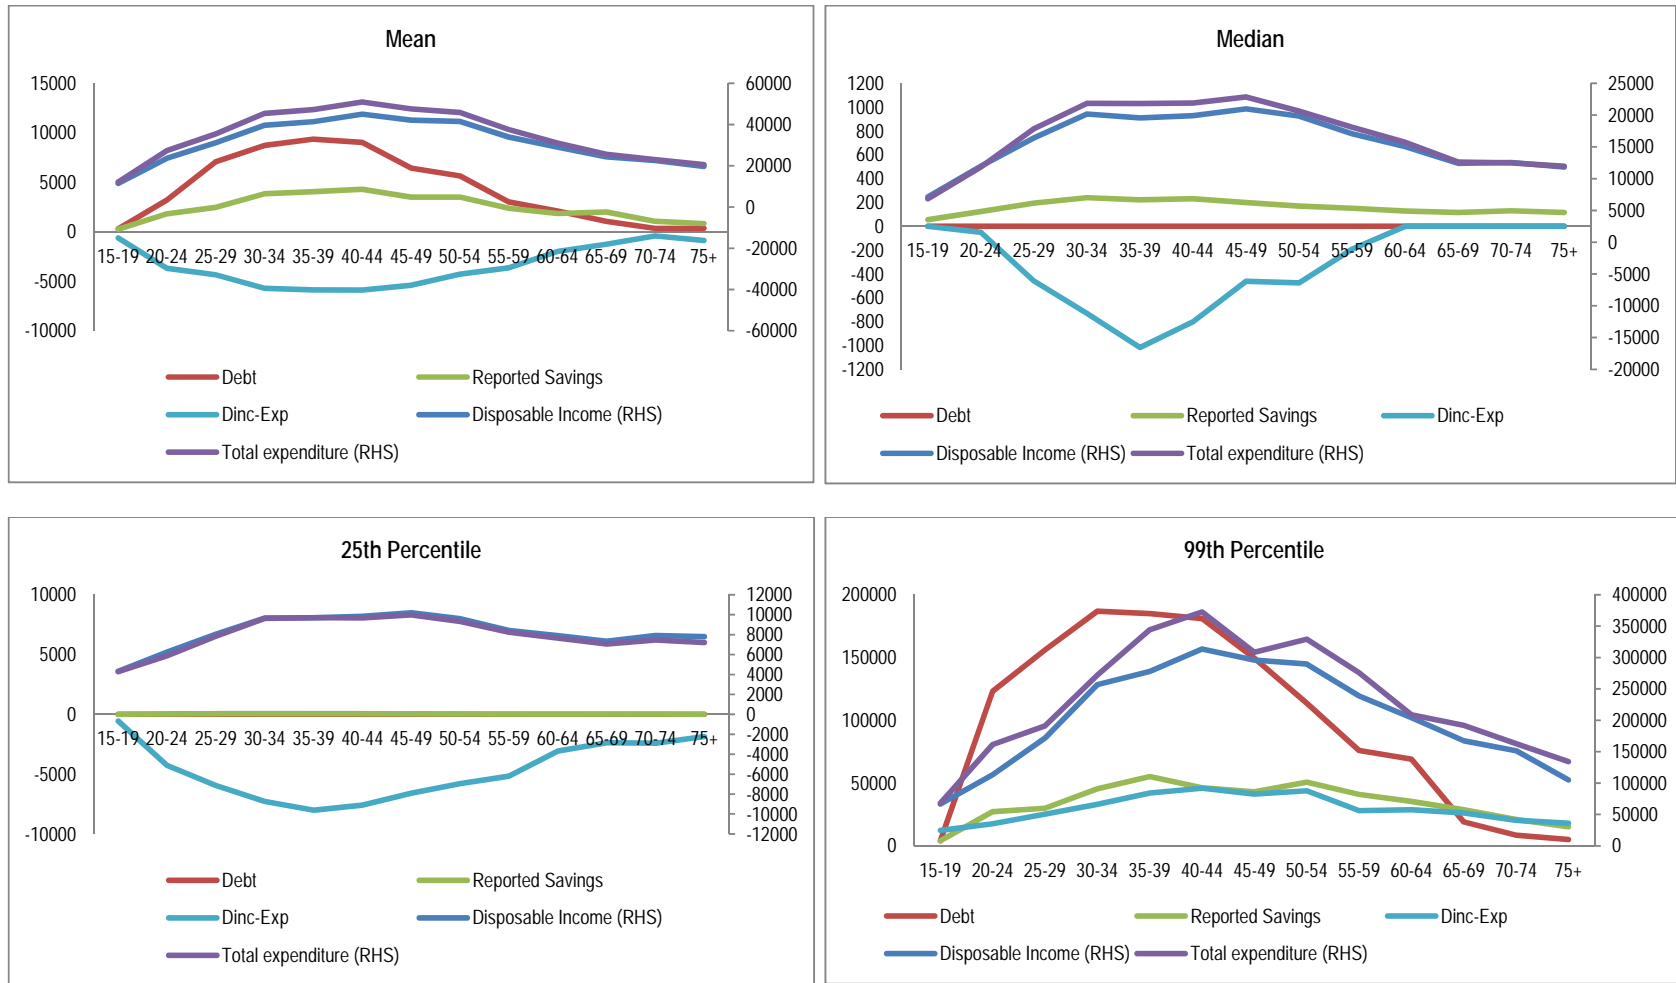 Mean
15000
10000
5000
0
-5000
-10000
60000
40000
20000
0
-20000
-40000
-60000
15-19 20-24 25-29 30-34 35-39 40-44 45-49 50-54 55-59 60-64 65-69 70-74 75+
Debt
Reported Savings
Dinc-Exp
Disposable Income (RHS)
Total expenditure (RHS)
Median
1200
1000
800
600
400
200
0
-200
-400
-600
-800
-1000
-1200
25000
20000
15000
10000
5000
0
-5000
-10000
-15000
-20000
15-19 20-24 25-29 30-34 35-39 40-44 45-49 50-54 55-59 60-64 65-69 70-74 75+
Debt
Reported Savings
Dinc-Exp
Disposable Income (RHS)
Total expenditure (RHS)
25th Percentile
10000
5000
0
-5000
-10000
12000
10000
8000
6000
4000
2000
0
-2000
-4000
-6000
-8000
-10000
-12000
15-19 20-24 25-29 30-34 35-39 40-44 45-49 50-54 55-59 60-64 65-69 70-74 75+
Debt
Reported Savings
Dinc-Exp
Disposable Income (RHS)
Total expenditure (RHS)
99th Percentile
200000
150000
100000
50000
0
400000
350000
300000
250000
200000
150000
100000
50000
0
15-19 20-24 25-29 30-34 35-39 40-44 45-49 50-54 55-59 60-64 65-69 70-74 75+
Debt
Reported Savings
Dinc-Exp
Disposable Income (RHS)
Total expenditure (RHS)